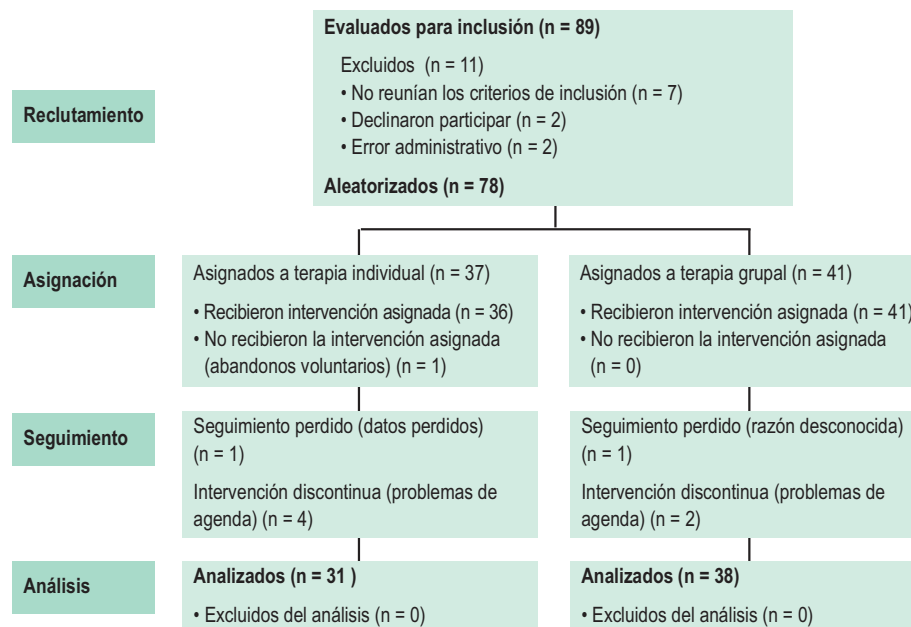 Evaluados para inclusión (n = 89)
Excluidos (n = 11)
• No reunían los criterios de inclusión (n = 7)
• Declinaron participar (n = 2)
• Error administrativo (n = 2)
Aleatorizados (n = 78)
Reclutamiento
Asignación
Asignados a terapia individual (n = 37)
• Recibieron intervención asignada (n = 36)
• No recibieron la intervención asignada
(abandonos voluntarios) (n = 1)
Asignados a terapia grupal (n = 41)
• Recibieron intervención asignada (n = 41)
• No recibieron la intervención asignada
(n = 0)
Seguimiento
Seguimiento perdido (datos perdidos)
(n = 1)
Intervención discontinua (problemas de
agenda) (n = 4)
Seguimiento perdido (razón desconocida)
(n = 1)
Intervención discontinua (problemas de
agenda) (n = 2)
Análisis
Analizados (n = 31 )
• Excluidos del análisis (n = 0)
Analizados (n = 38)
• Excluidos del análisis (n = 0)